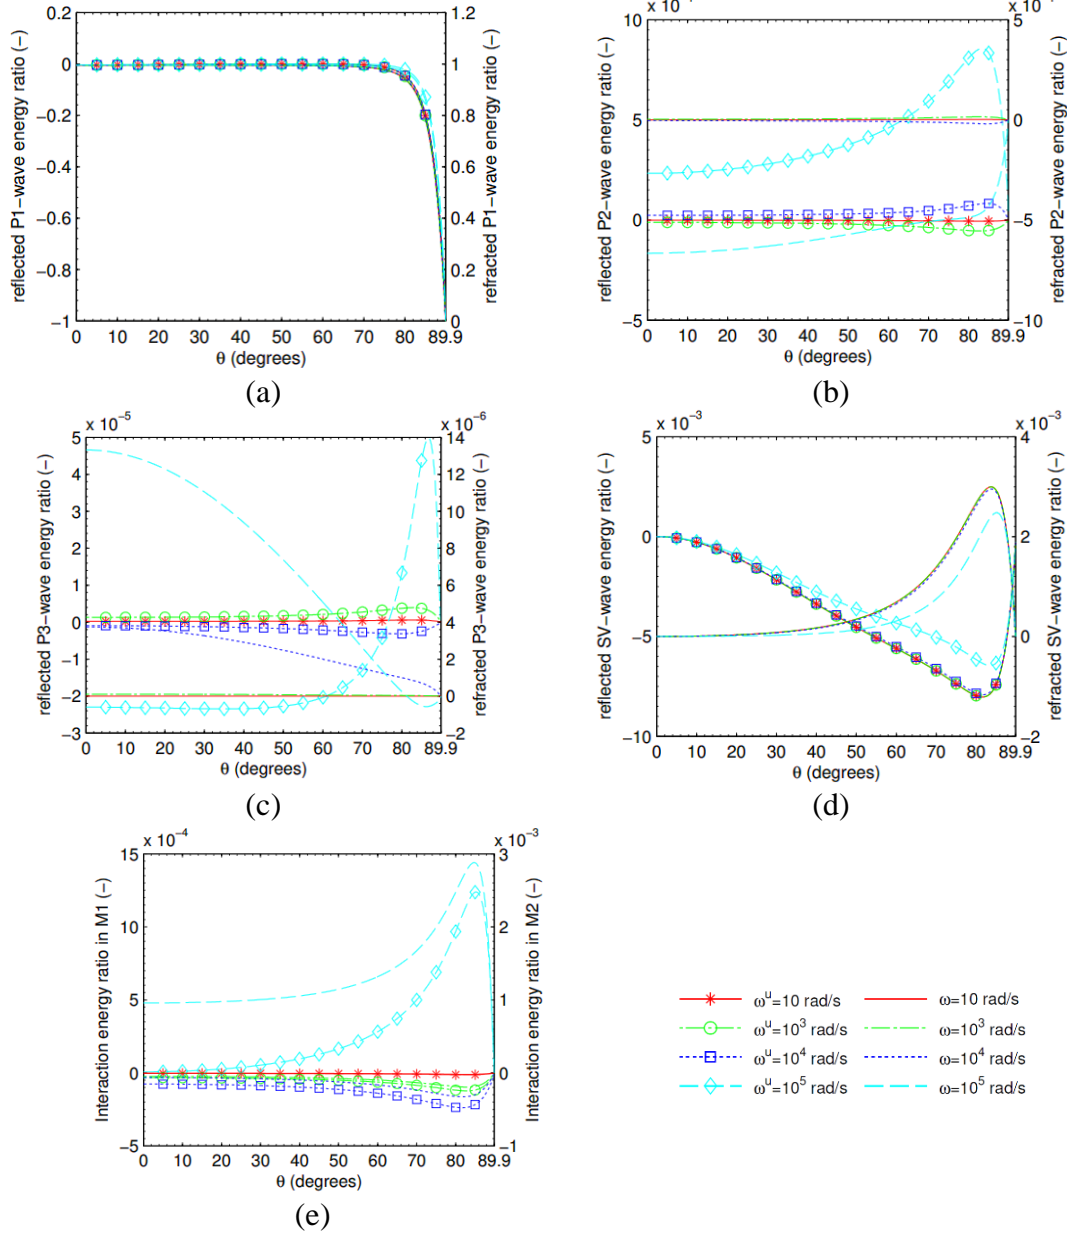 0.2
0
−0.2
−0.4
−0.6
−0.8
−1
1.2
1
0.8
0.6
0.4
0.2
0
0 10 20 30 40 50 60 70 80 89.9
θ (degrees)
reflected P1−wave energy ratio (−)
refracted P1−wave energy ratio (−)
(a)
10
5
0
−5
5
0
−5
−10
0 10 20 30 40 50 60 70 80 89.9
θ (degrees)
reflected P2−wave energy ratio (−)
refracted P2−wave energy ratio (−)
(b)
x 10⁻⁵
x 10⁻⁶
5
4
3
2
1
0
−1
−2
−3
14
12
10
8
6
4
2
0
−2
0 10 20 30 40 50 60 70 80 89.9
θ (degrees)
reflected P3−wave energy ratio (−)
refracted P3−wave energy ratio (−)
(c)
x 10⁻³
x 10⁻³
5
0
−5
−10
4
2
0
−2
0 10 20 30 40 50 60 70 80 89.9
θ (degrees)
reflected SV−wave energy ratio (−)
refracted SV−wave energy ratio (−)
(d)
x 10⁻⁴
x 10⁻³
15
10
5
0
−5
3
2
1
0
−1
0 10 20 30 40 50 60 70 80 89.9
θ (degrees)
Interaction energy ratio in M1 (−)
Interaction energy ratio in M2 (−)
(e)
ωᵘ=10 rad/s ω=10 rad/s
ωᵘ=10³ rad/s ω=10³ rad/s
ωᵘ=10⁴ rad/s ω=10⁴ rad/s
ωᵘ=10⁵ rad/s ω=10⁵ rad/s